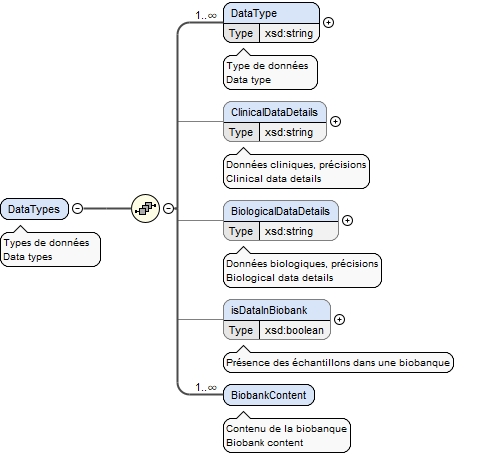 1..∞
DataType
Type xsd:string
Type de données
Data type
ClinicalDataDetails
Type xsd:string
Données cliniques, précisions
Clinical data details
DataTypes
Types de données
Data types
BiologicalDataDetails
Type xsd:string
Données biologiques, précisions
Biological data details
isDataInBiobank
Type xsd:boolean
Présence des échantillons dans une biobanque
1..∞
BiobankContent
Contenu de la biobanque
Biobank content